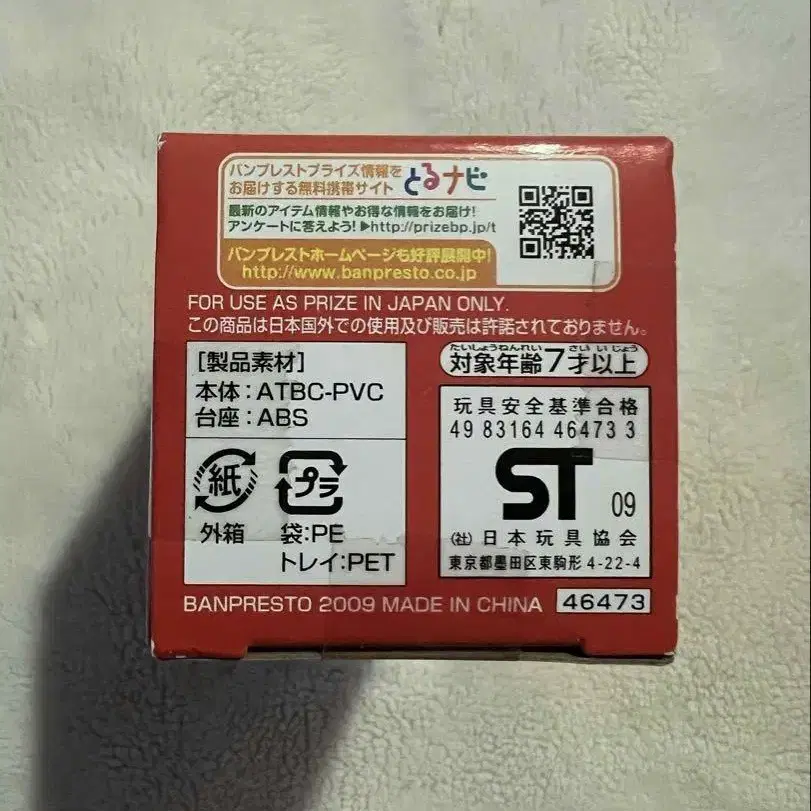 バンプレストプライズ情報を
お届けする無料携帯サイト とるナビ
最新のアイテム情報やお得な情報をお届け!
アンケートに答えよう!▶http://prizebp.jp/t
バンプレストホームページも好評展開中!
http://www.banpresto.co.jp
FOR USE AS PRIZE IN JAPAN ONLY.
この商品は日本国外での使用及び販売は許諾されておりません。
[製品素材]
本体:ATBC-PVC
台座:ABS
紙 プラ
外箱 袋:PE
トレイ:PET
たいしょうねんれい さいいじょう
対象年齢7才以上
玩具安全基準合格
49 83164 46473 3
ST 09
(社)日本玩具協会
東京都墨田区東駒形 4-22-4
BANPRESTO 2009 MADE IN CHINA 46473